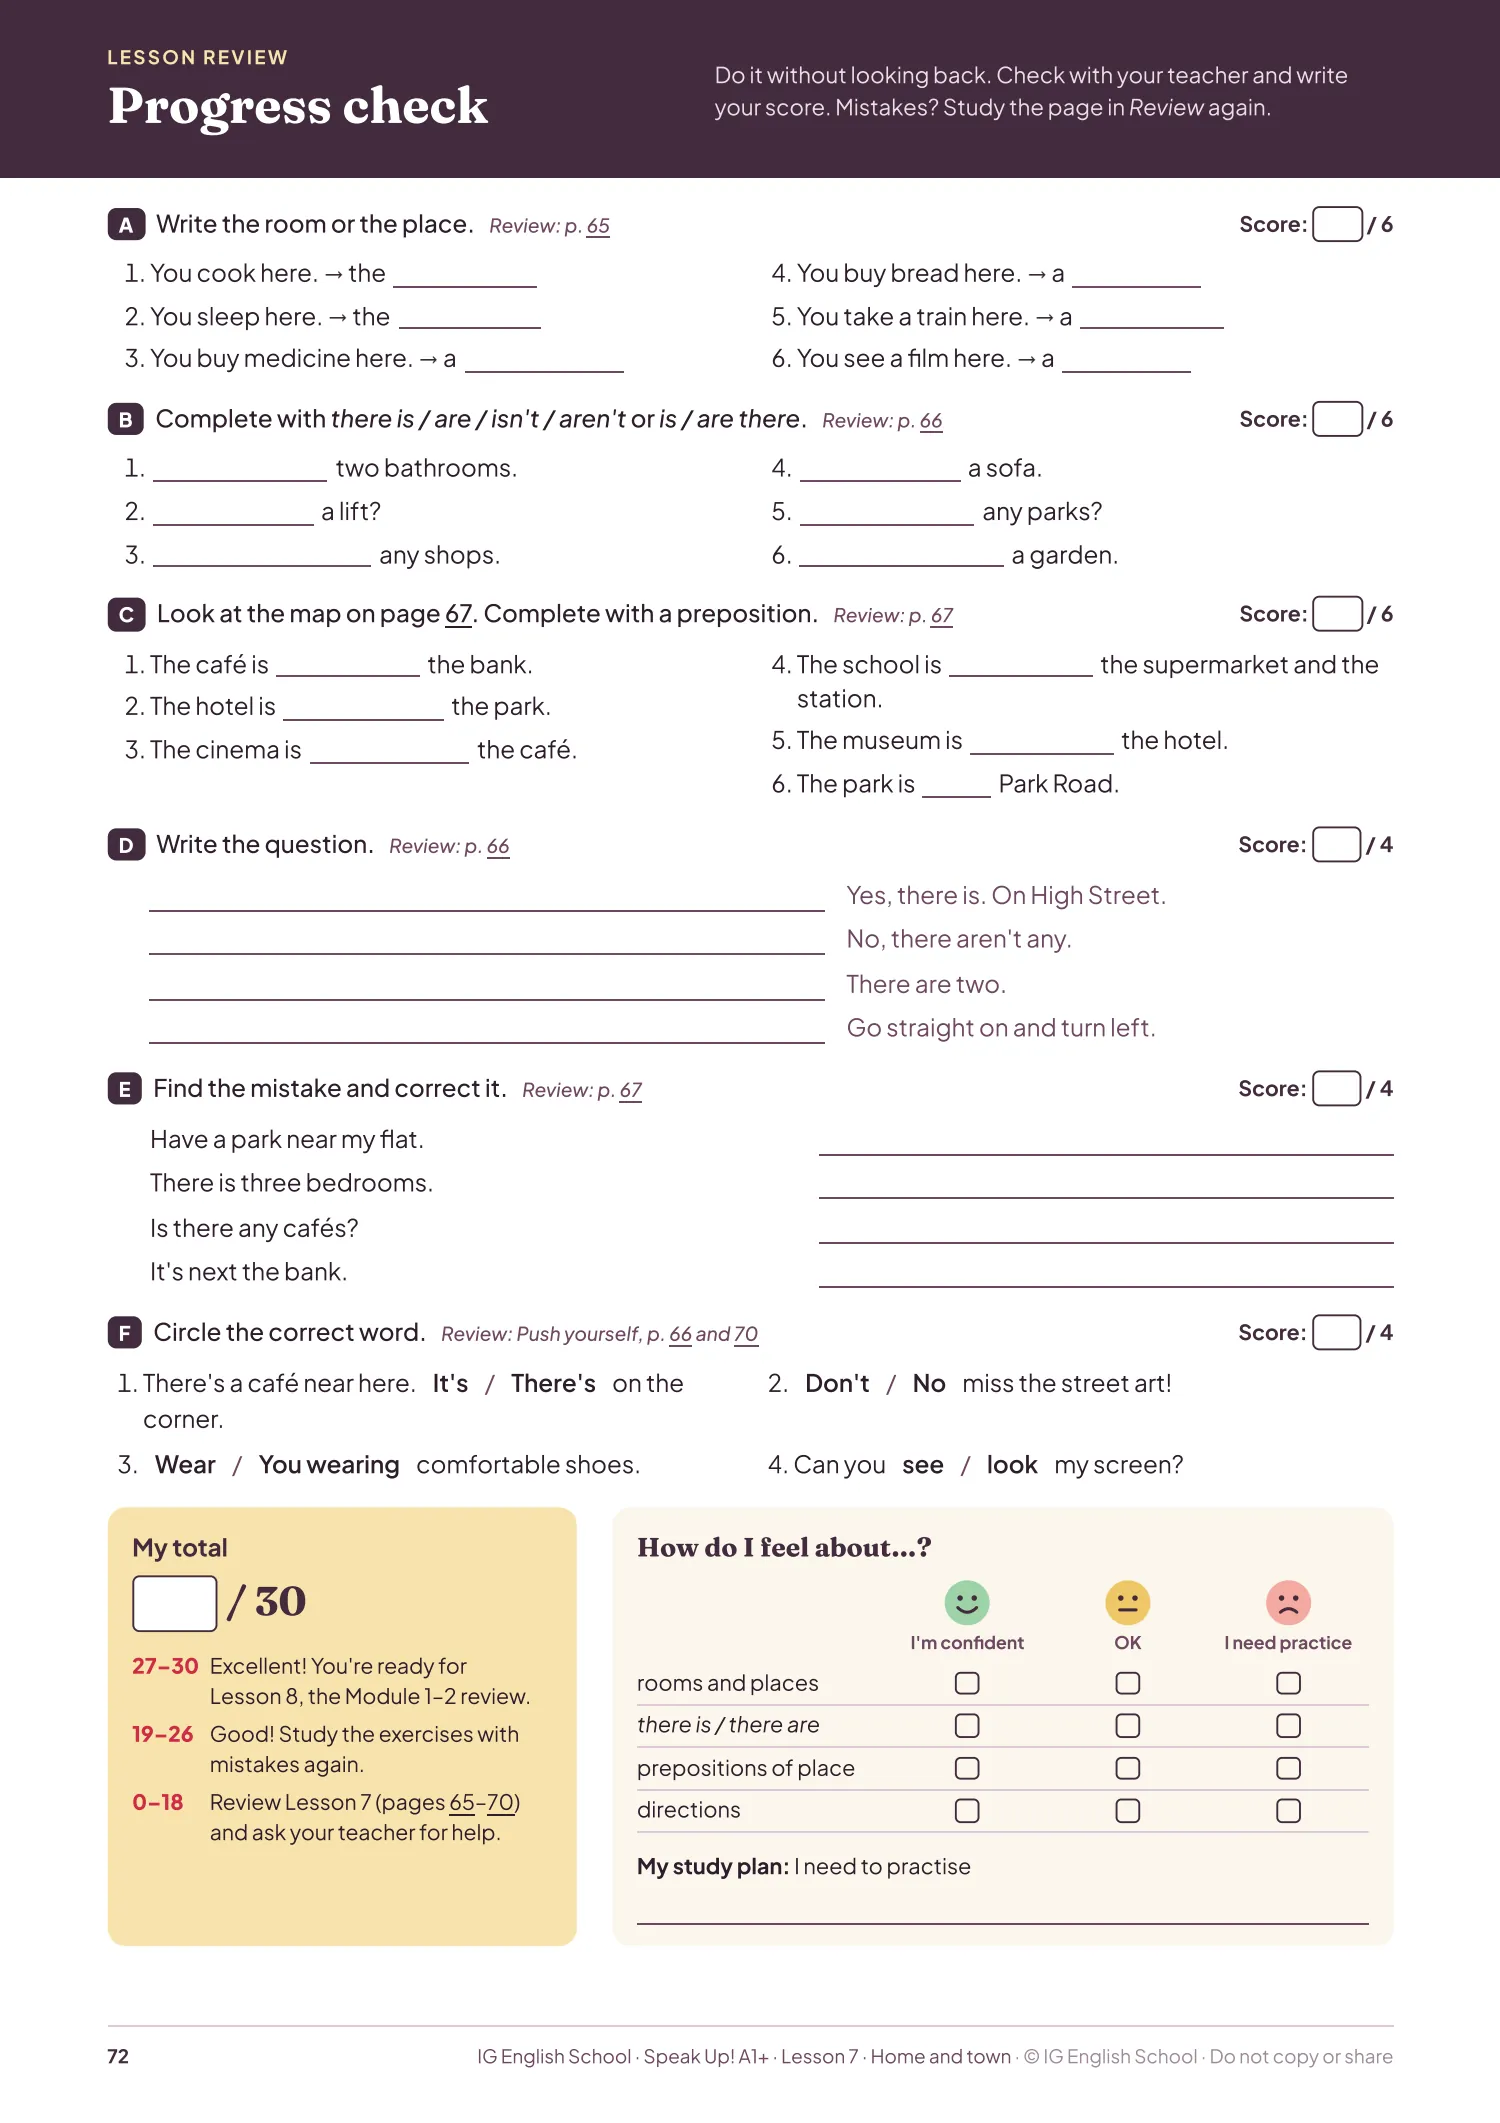 LESSON REVIEW
Progress check
Do it without looking back. Check with your teacher and write
your score. Mistakes? Study the page in Review again.
A Write the room or the place. Review: p. 65 Score: / 6
1. You cook here. → the
2. You sleep here. → the
3. You buy medicine here. → a
4. You buy bread here. → a
5. You take a train here. → a
6. You see a film here. → a
B Complete with there is / are / isn't / aren't or is / are there. Review: p. 66 Score: / 6
1. two bathrooms.
2. a lift?
3. any shops.
4. a sofa.
5. any parks?
6. a garden.
C Look at the map on page 67. Complete with a preposition. Review: p. 67 Score: / 6
1. The café is the bank.
2. The hotel is the park.
3. The cinema is the café.
4. The school is the supermarket and the
station.
5. The museum is the hotel.
6. The park is Park Road.
D Write the question. Review: p. 66 Score: / 4
Yes, there is. On High Street.
No, there aren't any.
There are two.
Go straight on and turn left.
E Find the mistake and correct it. Review: p. 67 Score: / 4
Have a park near my flat.
There is three bedrooms.
Is there any cafés?
It's next the bank.
F Circle the correct word. Review: Push yourself, p. 66 and 70 Score: / 4
1. There's a café near here. It's / There's on the
corner.
2. Don't / No miss the street art!
3. Wear / You wearing comfortable shoes.
4. Can you see / look my screen?
My total
/ 30
27–30 Excellent! You're ready for
Lesson 8, the Module 1–2 review.
19–26 Good! Study the exercises with
mistakes again.
0–18 Review Lesson 7 (pages 65–70)
and ask your teacher for help.
How do I feel about...?
I'm confident OK I need practice
rooms and places
there is / there are
prepositions of place
directions
My study plan: I need to practise
72 IG English School · Speak Up! A1+ · Lesson 7 · Home and town · © IG English School · Do not copy or share